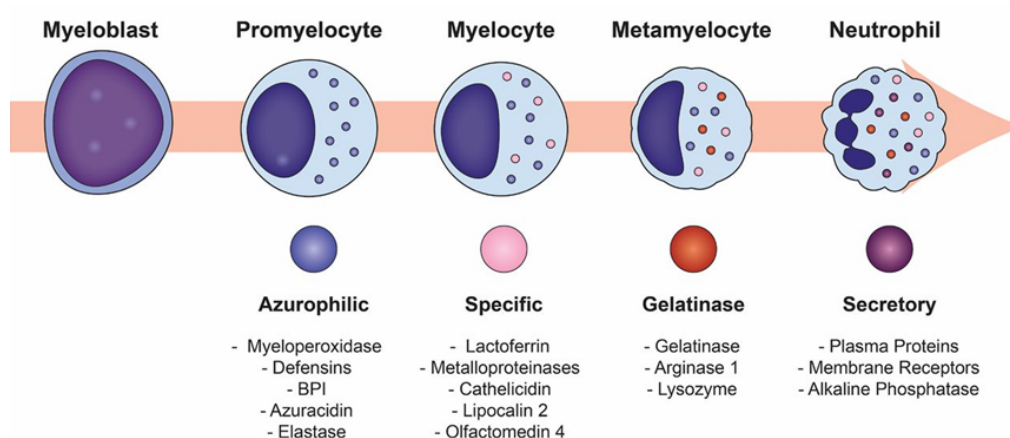 Myeloblast Promyelocyte Myelocyte Metamyelocyte Neutrophil
Azurophilic Specific Gelatinase Secretory
- Myeloperoxidase - Lactoferrin - Gelatinase - Plasma Proteins
- Defensins - Metalloproteinases - Arginase 1 - Membrane Receptors
- BPI - Cathelicidin - Lysozyme - Alkaline Phosphatase
- Azuracidin - Lipocalin 2
- Elastase - Olfactomedin 4